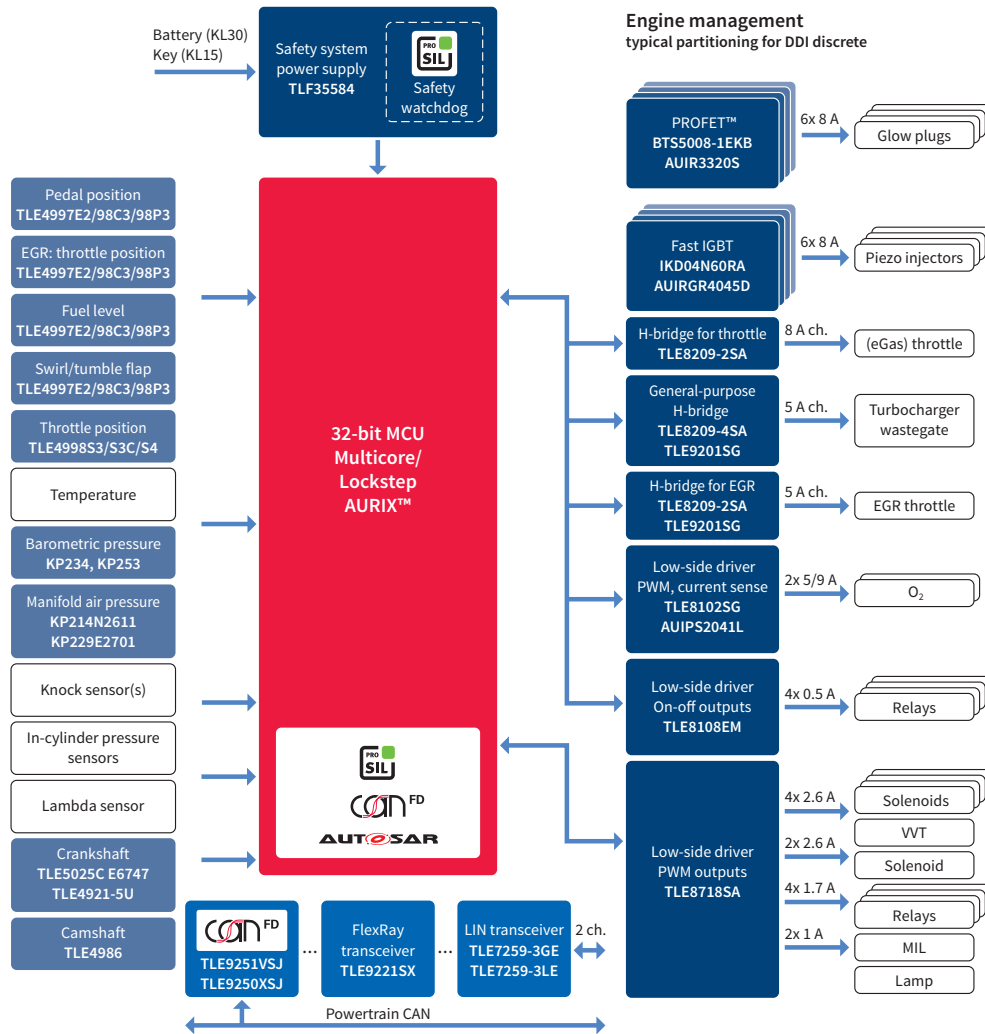 Engine management
typical partitioning for DDI discrete
Battery (KL30)
Key (KL15)
Safety system
power supply
TLF35584
PRO
SIL
Safety
watchdog
Pedal position
TLE4997E2/98C3/98P3
EGR: throttle position
TLE4997E2/98C3/98P3
Fuel level
TLE4997E2/98C3/98P3
Swirl/tumble flap
TLE4997E2/98C3/98P3
Throttle position
TLE4998S3/S3C/S4
Temperature
Barometric pressure
KP234, KP253
Manifold air pressure
KP214N2611
KP229E2701
Knock sensor(s)
In-cylinder pressure
sensors
Lambda sensor
Crankshaft
TLE5025C E6747
TLE4921-5U
Camshaft
TLE4986
32-bit MCU
Multicore/
Lockstep
AURIX™
PRO
SIL
CAN FD
AUTOSAR
CAN FD
TLE9251VSJ
TLE9250XSJ
...
FlexRay
transceiver
TLE9221SX
...
LIN transceiver
TLE7259-3GE
TLE7259-3LE
2 ch.
Powertrain CAN
PROFET™
BTS5008-1EKB
AUIR3320S
6x 8 A
Glow plugs
Fast IGBT
IKD04N60RA
AUIRGR4045D
6x 8 A
Piezo injectors
H-bridge for throttle
TLE8209-2SA
8 A ch.
(eGas) throttle
General-purpose
H-bridge
TLE8209-4SA
TLE9201SG
5 A ch.
Turbocharger
wastegate
H-bridge for EGR
TLE8209-2SA
TLE9201SG
5 A ch.
EGR throttle
Low-side driver
PWM, current sense
TLE8102SG
AUIPS2041L
2x 5/9 A
O₂
Low-side driver
On-off outputs
TLE8108EM
4x 0.5 A
Relays
Low-side driver
PWM outputs
TLE8718SA
4x 2.6 A
Solenoids
VVT
2x 2.6 A
Solenoid
4x 1.7 A
Relays
2x 1 A
MIL
Lamp